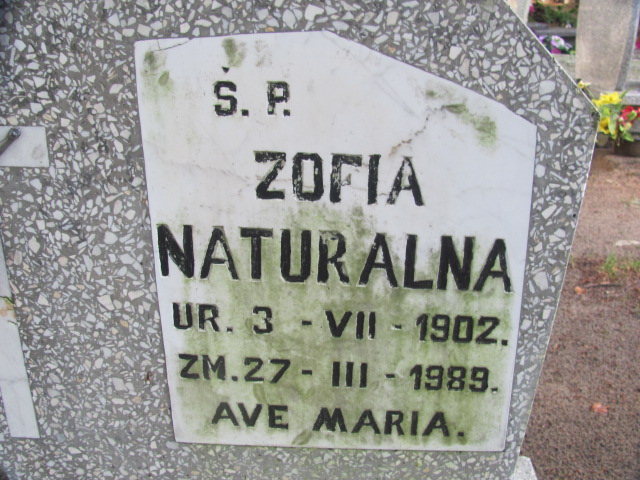 Ś. P.
ZOFIA
NATURALNA
UR. 3 - VII - 1902.
ZM. 27 - III - 1989.
AVE MARIA.